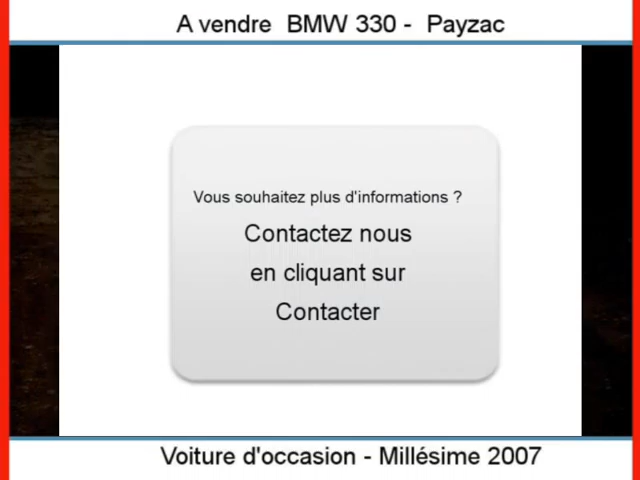 A vendre BMW 330 - Payzac
Vous souhaitez plus d'informations ?
Contactez nous
en cliquant sur
Contacter
Voiture d'occasion - Millésime 2007